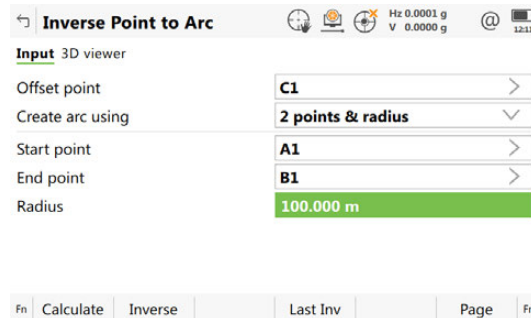 Inverse Point to Arc
Hz 0.0001 g
V 0.0000 g
@
Input 3D viewer
Offset point C1
Create arc using 2 points & radius
Start point A1
End point B1
Radius 100.000 m
Fn Calculate Inverse Last Inv Page